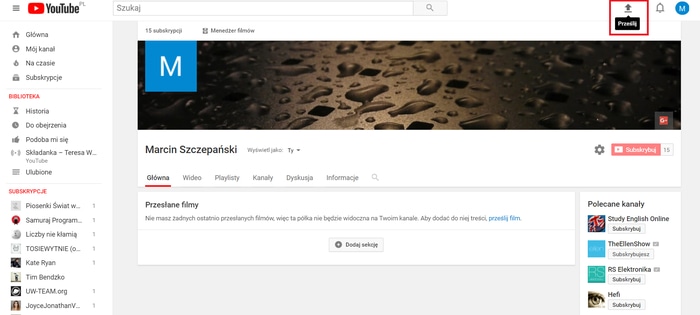 YouTube PL
Szukaj
Prześlij
M
Główna
Mój kanał
Na czasie
Subskrypcje
BIBLIOTEKA
Historia
Do obejrzenia
Podoba mi się
Składanka – Teresa W...
YouTube
Ulubione
SUBSKRYPCJE
Piosenki Świat w... 1
Samuraj Program... 1
Liczby nie kłamią 1
TOSIEWYTNIE (o... 1
Kate Ryan 1
Tim Bendzko
UW-TEAM.org 1
JoyceJonathanV... 1
15 subskrypcji
Menedżer filmów
M
G+
Marcin Szczepański
Wyświetl jako: Ty
Subskrybuj 15
Główna Wideo Playlisty Kanały Dyskusja Informacje
Przesłane filmy
Nie masz żadnych ostatnio przesłanych filmów, więc ta półka nie będzie widoczna na Twoim kanale. Aby dodać do niej treści, prześlij film.
Dodaj sekcję
Polecane kanały
Study English Online
Subskrybuj
TheEllenShow
Subskrybujesz
RS
RS Elektronika
Subskrybuj
Hefi
Subskrybuj